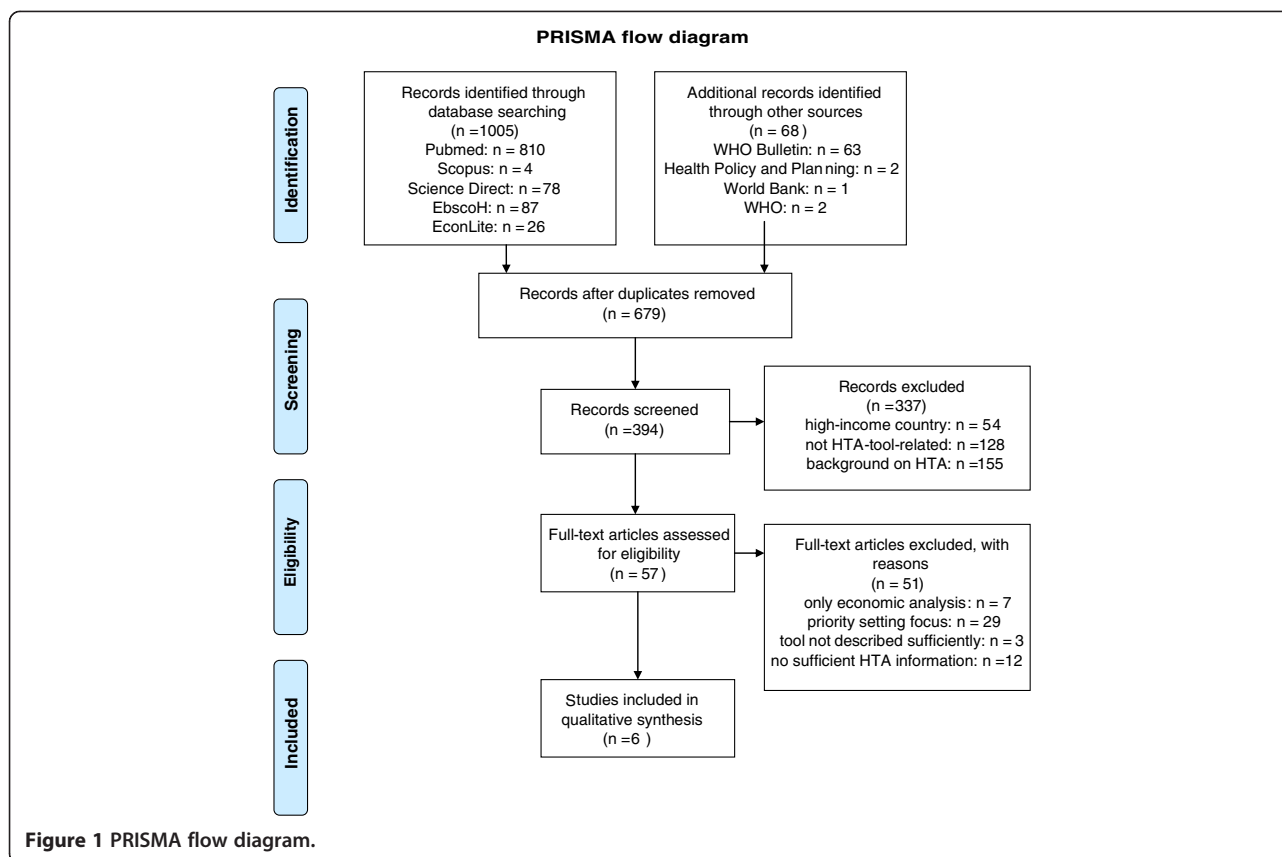 PRISMA flow diagram
Identification
Records identified through
database searching
(n =1005)
Pubmed: n = 810
Scopus: n = 4
Science Direct: n =78
EbscoH: n =87
EconLite: n = 26
Additional records identified
through other sources
(n = 68 )
WHO Bulletin: n = 63
Health Policy and Planning: n = 2
World Bank: n = 1
WHO: n = 2
Records after duplicates removed
(n = 679)
Screening
Records screened
(n =394)
Records excluded
(n =337)
high-income country: n = 54
not HTA-tool-related: n =128
background on HTA: n =155
Eligibility
Full-text articles assessed
for eligibility
(n = 57 )
Full-text articles excluded, with
reasons
(n = 51)
only economic analysis: n = 7
priority setting focus: n = 29
tool not described sufficiently: n = 3
no sufficient HTA information: n =12
Included
Studies included in
qualitative synthesis
(n =6 )
Figure 1 PRISMA flow diagram.